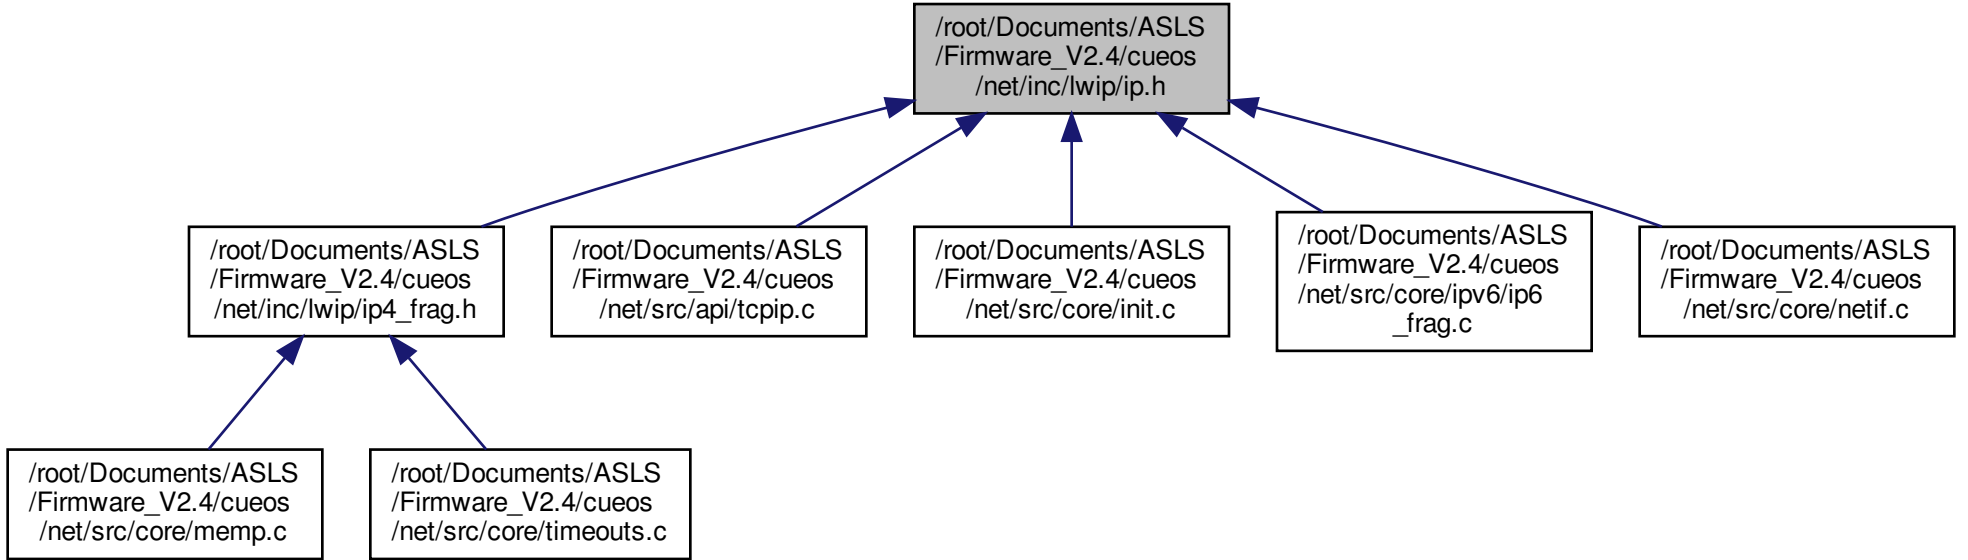 /root/Documents/ASLS
/Firmware_V2.4/cueos
/net/inc/lwip/ip.h
/root/Documents/ASLS
/Firmware_V2.4/cueos
/net/inc/lwip/ip4_frag.h
/root/Documents/ASLS
/Firmware_V2.4/cueos
/net/src/api/tcpip.c
/root/Documents/ASLS
/Firmware_V2.4/cueos
/net/src/core/init.c
/root/Documents/ASLS
/Firmware_V2.4/cueos
/net/src/core/ipv6/ip6
_frag.c
/root/Documents/ASLS
/Firmware_V2.4/cueos
/net/src/core/netif.c
/root/Documents/ASLS
/Firmware_V2.4/cueos
/net/src/core/memp.c
/root/Documents/ASLS
/Firmware_V2.4/cueos
/net/src/core/timeouts.c